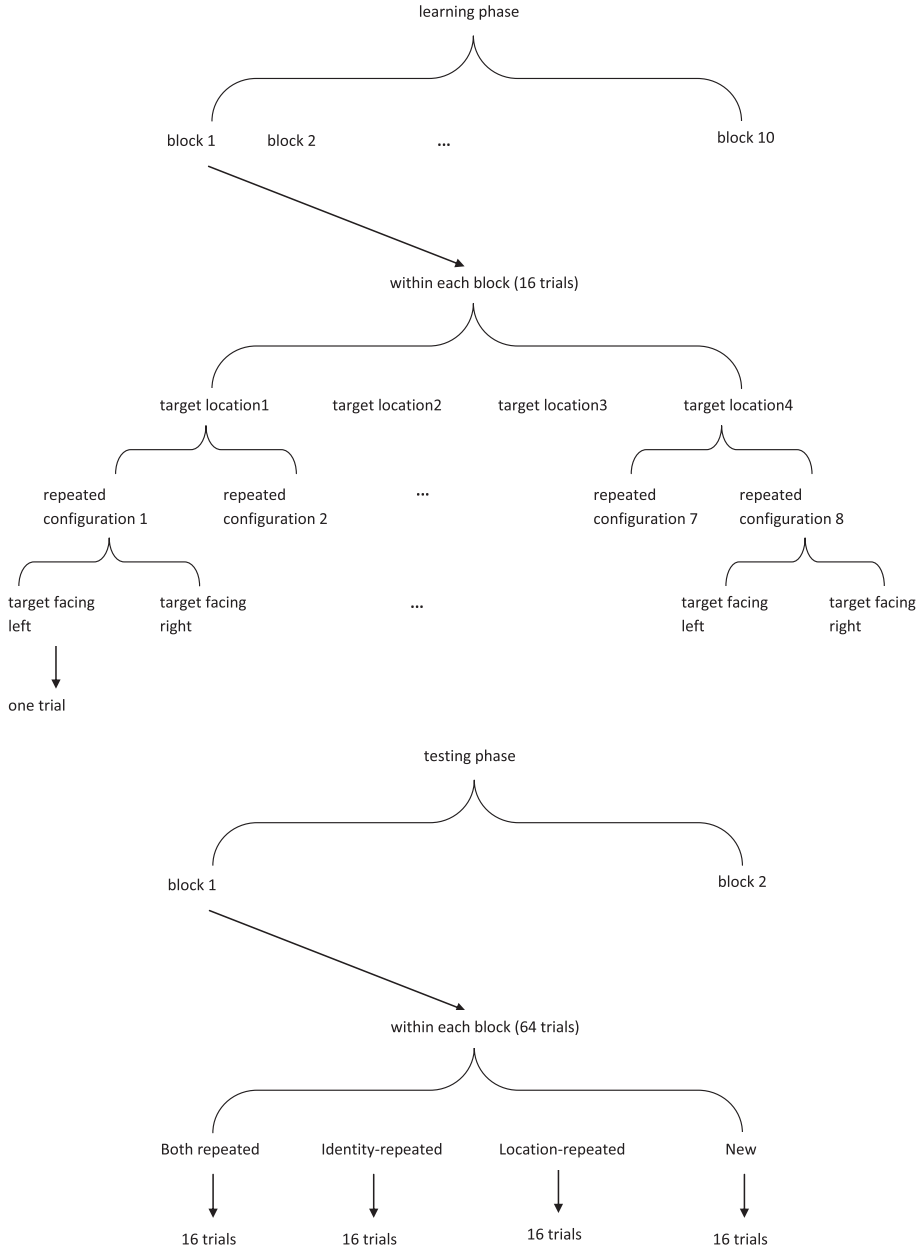 learning phase
block 1 block 2 ... block 10
within each block (16 trials)
target location1 target location2 target location3 target location4
repeated configuration 1 repeated configuration 2 ... repeated configuration 7 repeated configuration 8
target facing left target facing right ... target facing left target facing right
one trial
testing phase
block 1 block 2
within each block (64 trials)
Both repeated Identity-repeated Location-repeated New
16 trials 16 trials 16 trials 16 trials